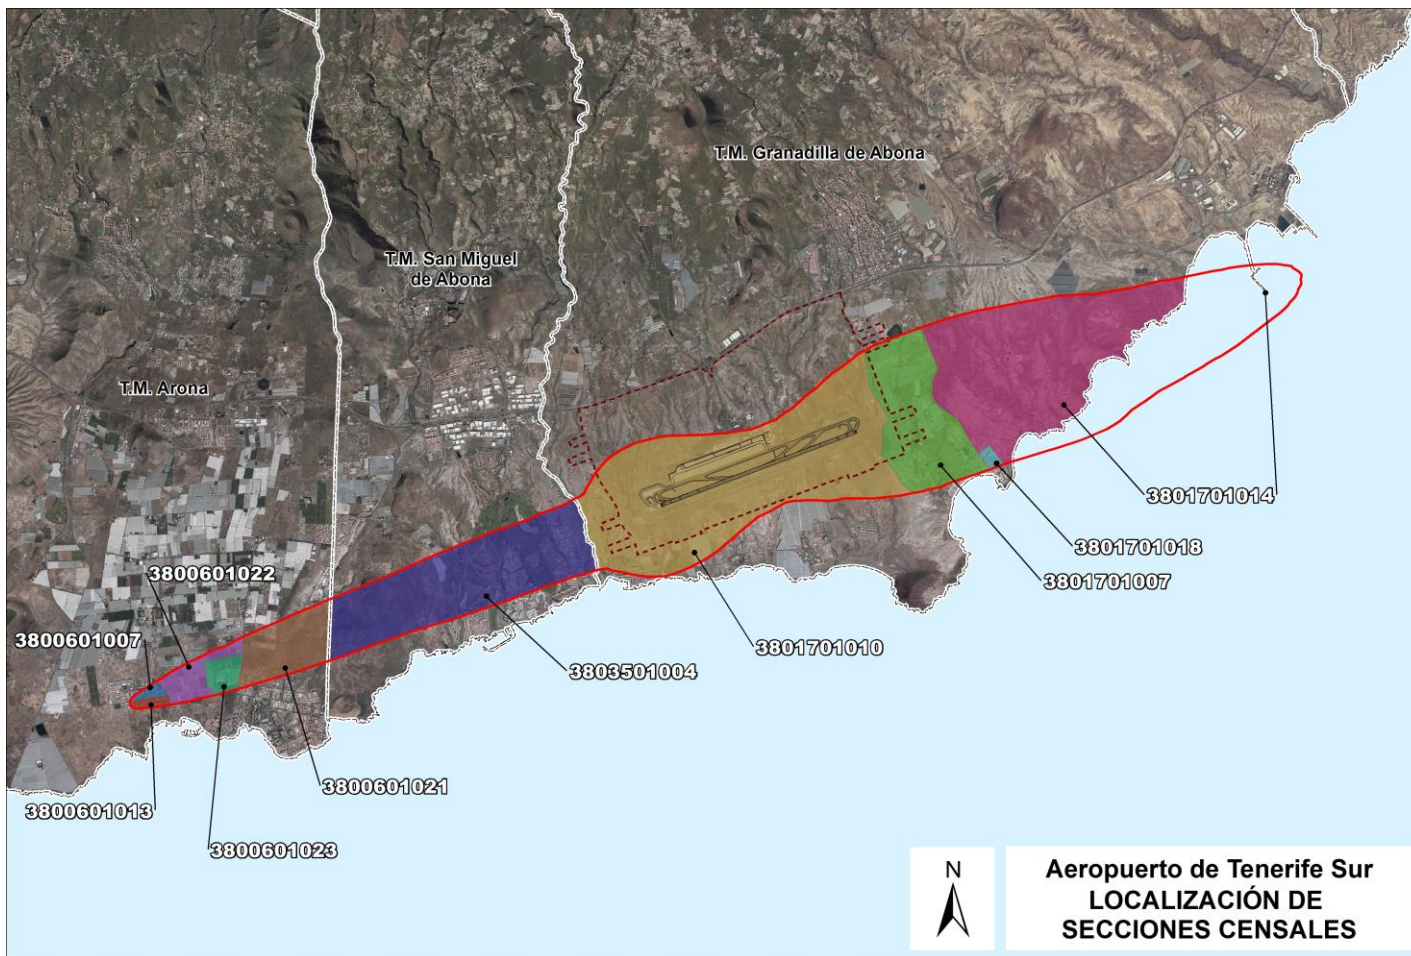 T.M. Granadilla de Abona
T.M. San Miguel
de Abona
T.M. Arona
3801701014
3801701018
3801701007
3800601022
3800601007
3801701010
3803501004
3800601021
3800601013
3800601023
N
Aeropuerto de Tenerife Sur
LOCALIZACIÓN DE
SECCIONES CENSALES